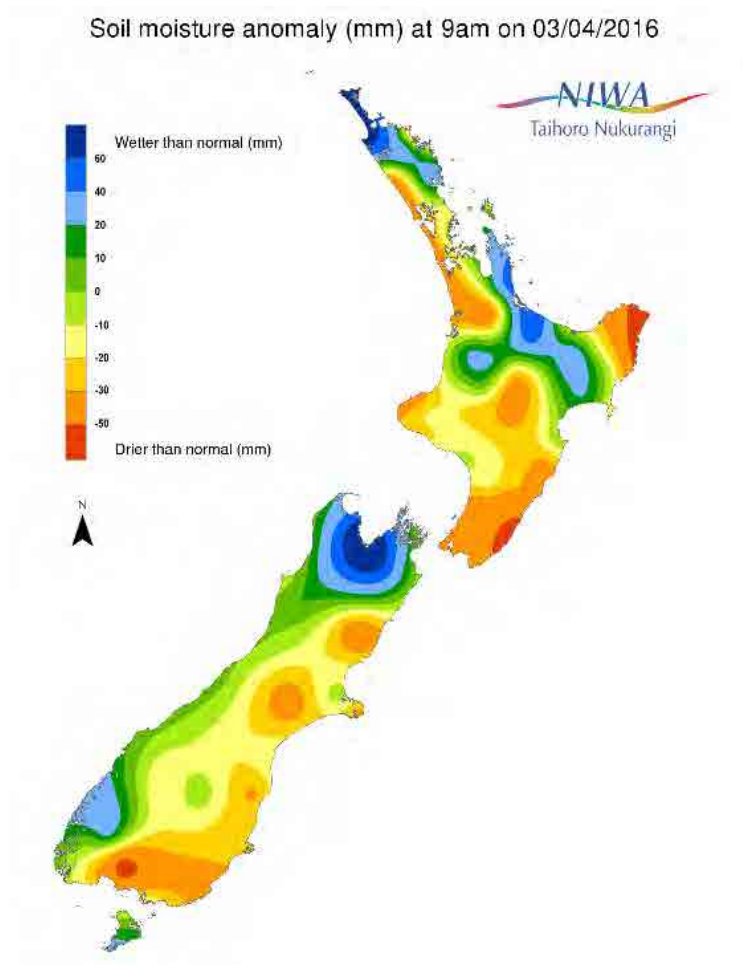 Soil moisture anomaly (mm) at 9am on 03/04/2016
NIWA
Taihoro Nukurangi
Wetter than normal (mm)
60
40
20
10
0
-10
-20
-30
-50
Drier than normal (mm)
N